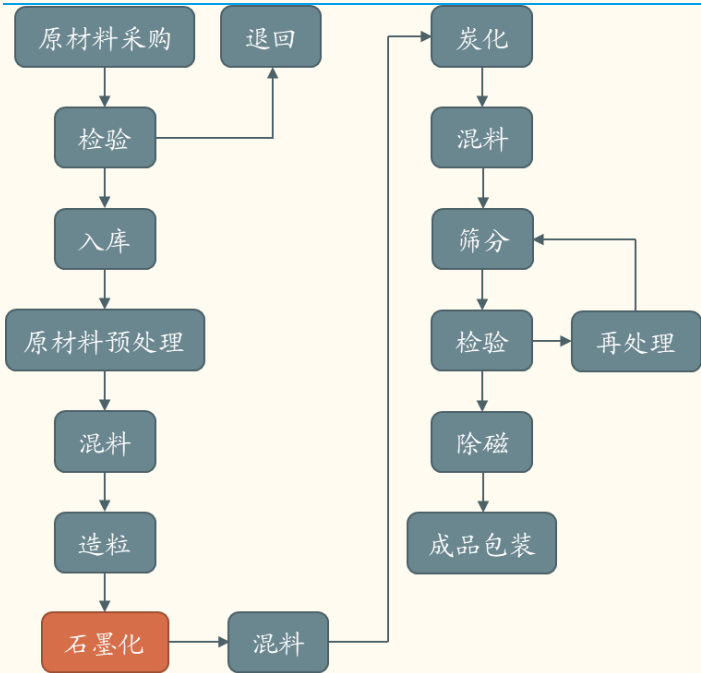 原材料采购
退回
检验
入库
原材料预处理
混料
造粒
石墨化
混料
炭化
混料
筛分
检验
再处理
除磁
成品包装